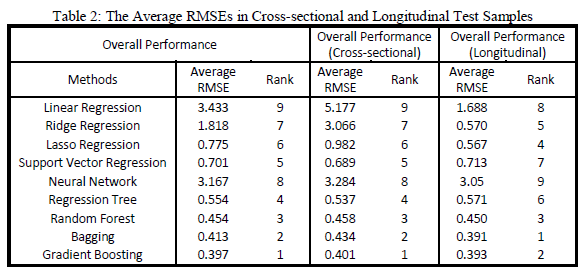 Table 2: The Average RMSEs in Cross-sectional and Longitudinal Test Samples
Overall Performance Overall Performance (Cross-sectional) Overall Performance (Longitudinal)
Methods Average RMSE Rank Average RMSE Rank Average RMSE Rank
Linear Regression 3.433 9 5.177 9 1.688 8
Ridge Regression 1.818 7 3.066 7 0.570 5
Lasso Regression 0.775 6 0.982 6 0.567 4
Support Vector Regression 0.701 5 0.689 5 0.713 7
Neural Network 3.167 8 3.284 8 3.05 9
Regression Tree 0.554 4 0.537 4 0.571 6
Random Forest 0.454 3 0.458 3 0.450 3
Bagging 0.413 2 0.434 2 0.391 1
Gradient Boosting 0.397 1 0.401 1 0.393 2